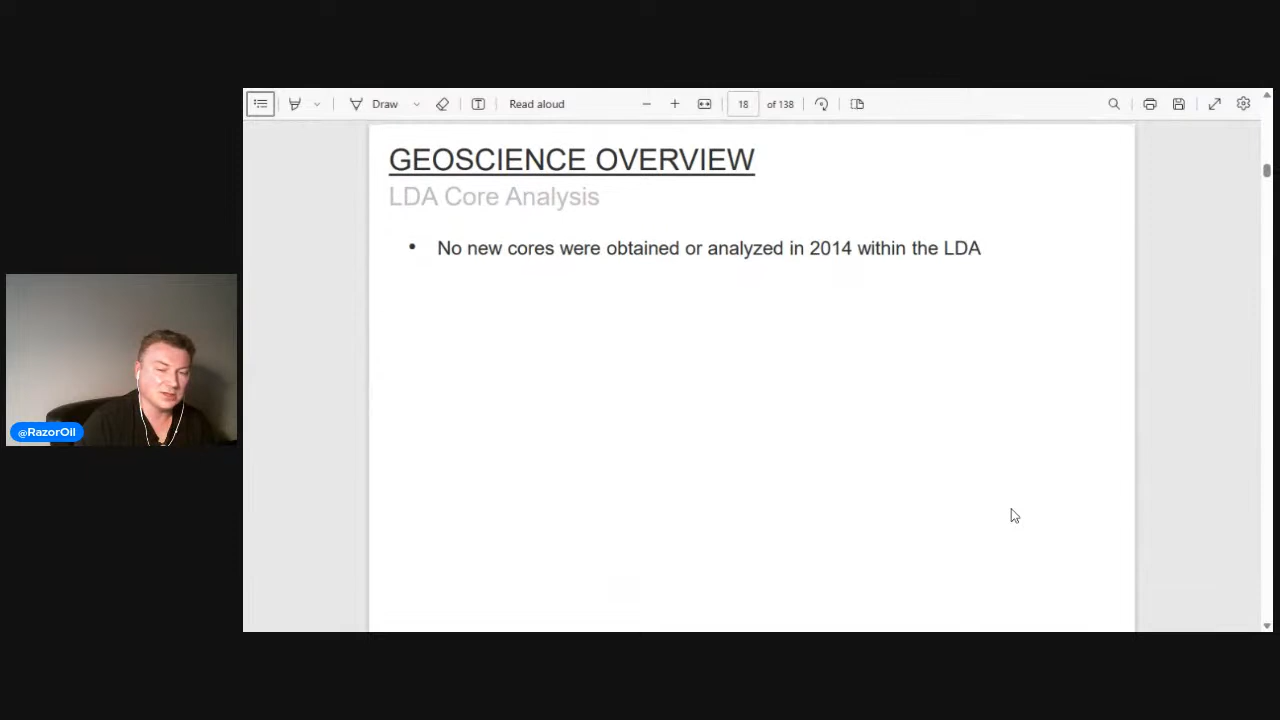 Draw
Read aloud
18 of 138
GEOSCIENCE OVERVIEW
LDA Core Analysis
• No new cores were obtained or analyzed in 2014 within the LDA
@RazorOil